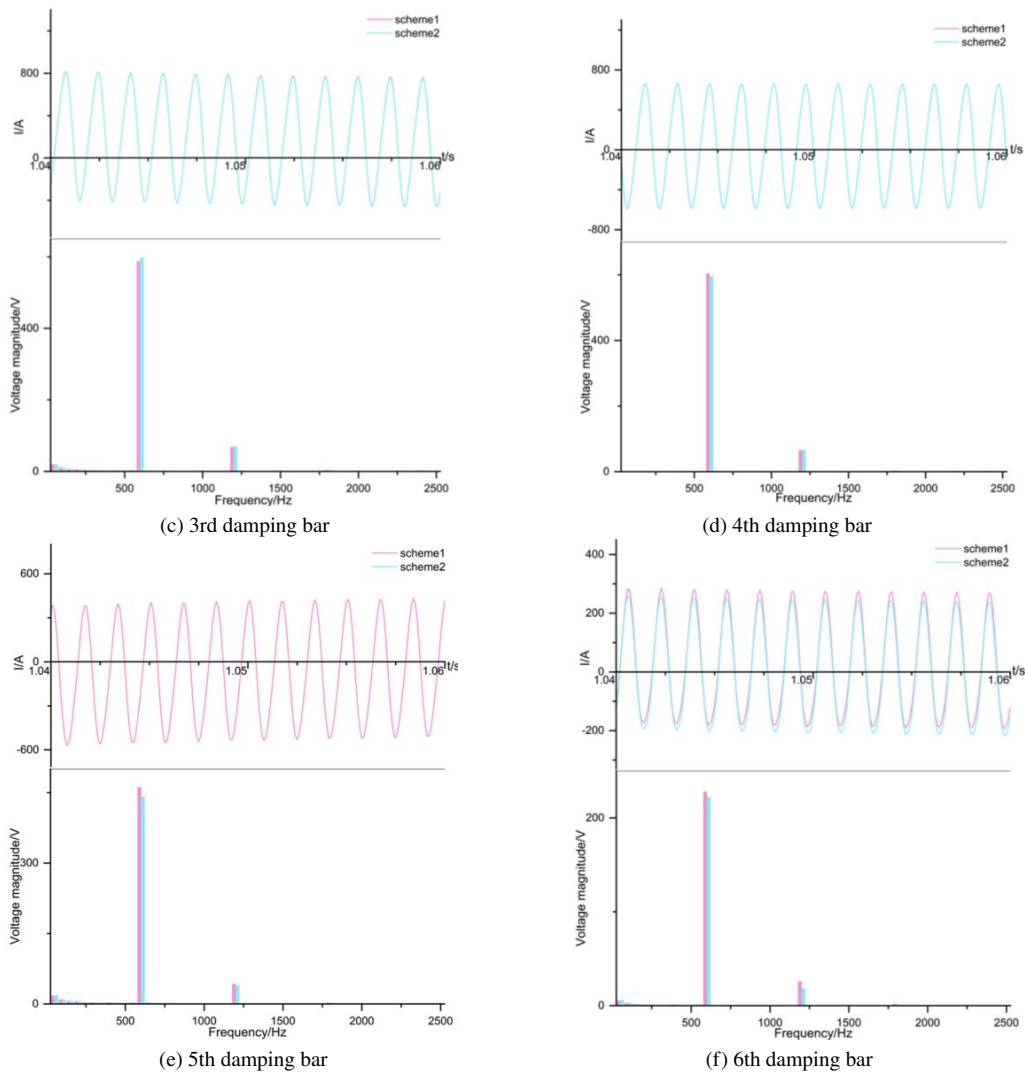 scheme1
scheme2
800
I/A
0
1.04
1.05
1.06
t/s
Voltage magnitude/V
400
0
500
1000
1500
2000
2500
Frequency/Hz
(c) 3rd damping bar
scheme1
scheme2
800
I/A
0
1.04
1.05
1.06
t/s
-800
Voltage magnitude/V
400
0
500
1000
1500
2000
2500
Frequency/Hz
(d) 4th damping bar
scheme1
scheme2
600
I/A
0
1.04
1.05
1.06
t/s
-600
Voltage magnitude/V
300
0
500
1000
1500
2000
2500
Frequency/Hz
(e) 5th damping bar
scheme1
scheme2
400
200
I/A
0
1.04
1.05
1.06
t/s
-200
Voltage magnitude/V
200
0
500
1000
1500
2000
2500
Frequency/Hz
(f) 6th damping bar